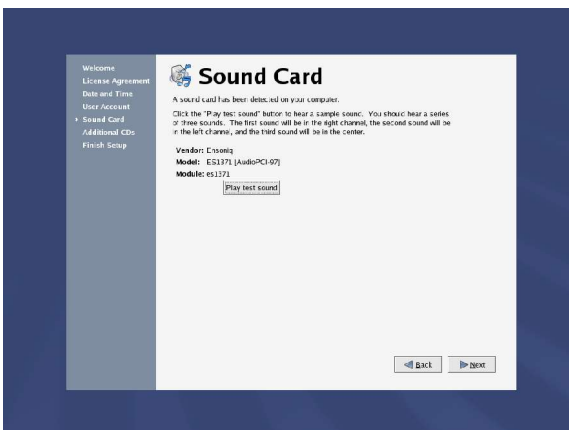 Welcome
License Agreement
Date and Time
User Account
Sound Card
Additional CDs
Finish Setup
Sound Card
A sound card has been detected on your computer.
Click the "Play test sound" button to hear a sample sound. You should hear a series
of three sounds. The first sound will be in the right channel, the second sound will be
in the left channel, and the third sound will be in the center.
Vendor: Ensoniq
Model: ES1371 [AudioPCI-97]
Module: es1371
Play test sound
Back
Next